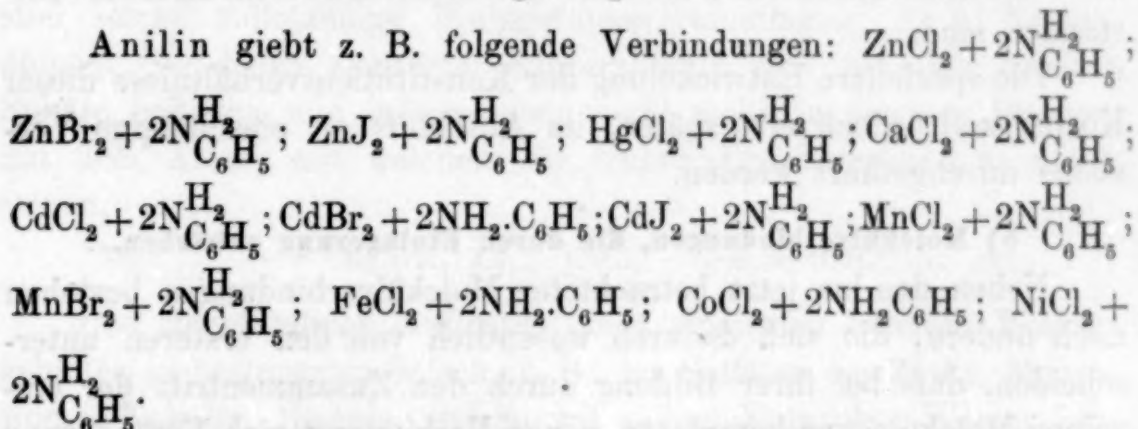 Anilin giebt z. B. folgende Verbindungen: ZnCl₂ + 2N H₂ C₆H₅;
ZnBr₂ + 2N H₂ C₆H₅; ZnJ₂ + 2N H₂ C₆H₅; HgCl₂ + 2N H₂ C₆H₅; CaCl₂ + 2N H₂ C₆H₅;
CdCl₂ + 2N H₂ C₆H₅; CdBr₂ + 2NH₂.C₆H₅; CdJ₂ + 2N H₂ C₆H₅; MnCl₂ + 2N H₂ C₆H₅;
MnBr₂ + 2N H₂ C₆H₅; FeCl₂ + 2NH₂.C₆H₅; CoCl₂ + 2NH₂C₆H₅; NiCl₂ +
2N H₂ C₆H₅.